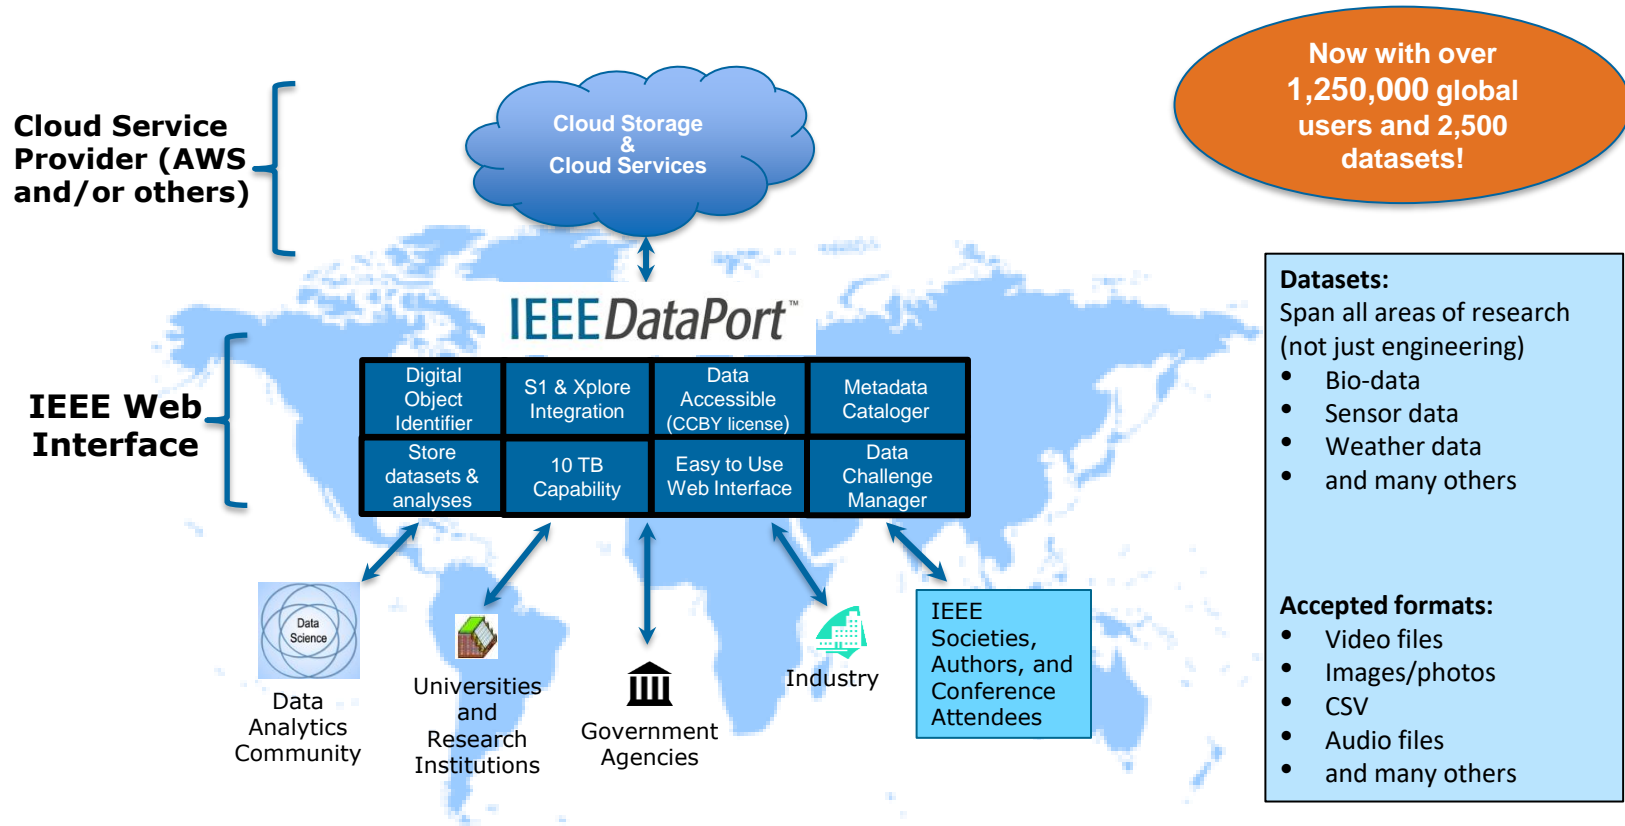 Now with over
1,250,000 global
users and 2,500
datasets!
Cloud Service
Provider (AWS
and/or others)
Cloud Storage
&
Cloud Services
IEEE DataPort™
IEEE Web
Interface
Digital
Object
Identifier
S1 & Xplore
Integration
Data
Accessible
(CCBY license)
Metadata
Cataloger
Store
datasets &
analyses
10 TB
Capability
Easy to Use
Web Interface
Data
Challenge
Manager
Data
Science
Data
Analytics
Community
Universities
and
Research
Institutions
Government
Agencies
Industry
IEEE
Societies,
Authors, and
Conference
Attendees
Datasets:
Span all areas of research
(not just engineering)
• Bio-data
• Sensor data
• Weather data
• and many others
Accepted formats:
• Video files
• Images/photos
• CSV
• Audio files
• and many others